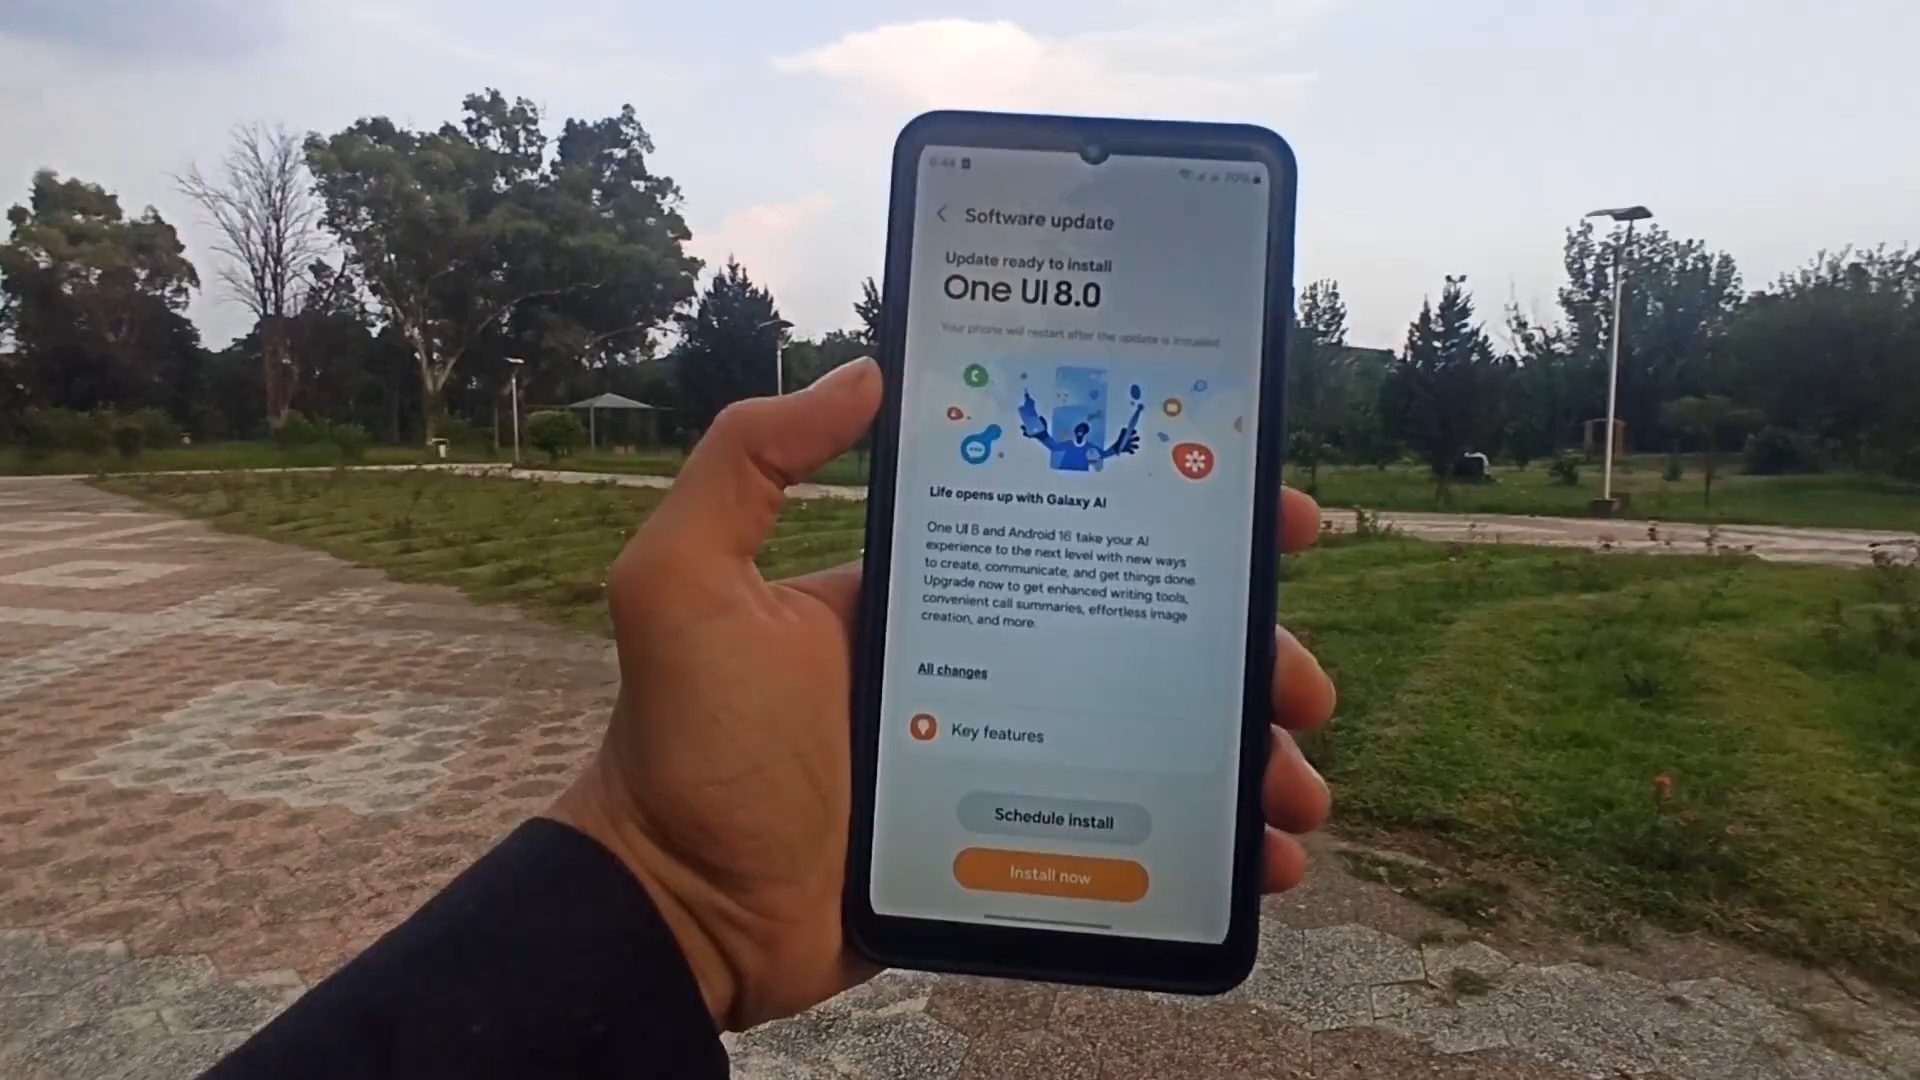 6:44
70%
Software update
Update ready to install
One UI 8.0
Your phone will restart after the update is installed
Life opens up with Galaxy AI
One UI 8 and Android 16 take your AI
experience to the next level with new ways
to create, communicate, and get things done.
Upgrade now to get enhanced writing tools,
convenient call summaries, effortless image
creation, and more.
All changes
Key features
Schedule install
Install now